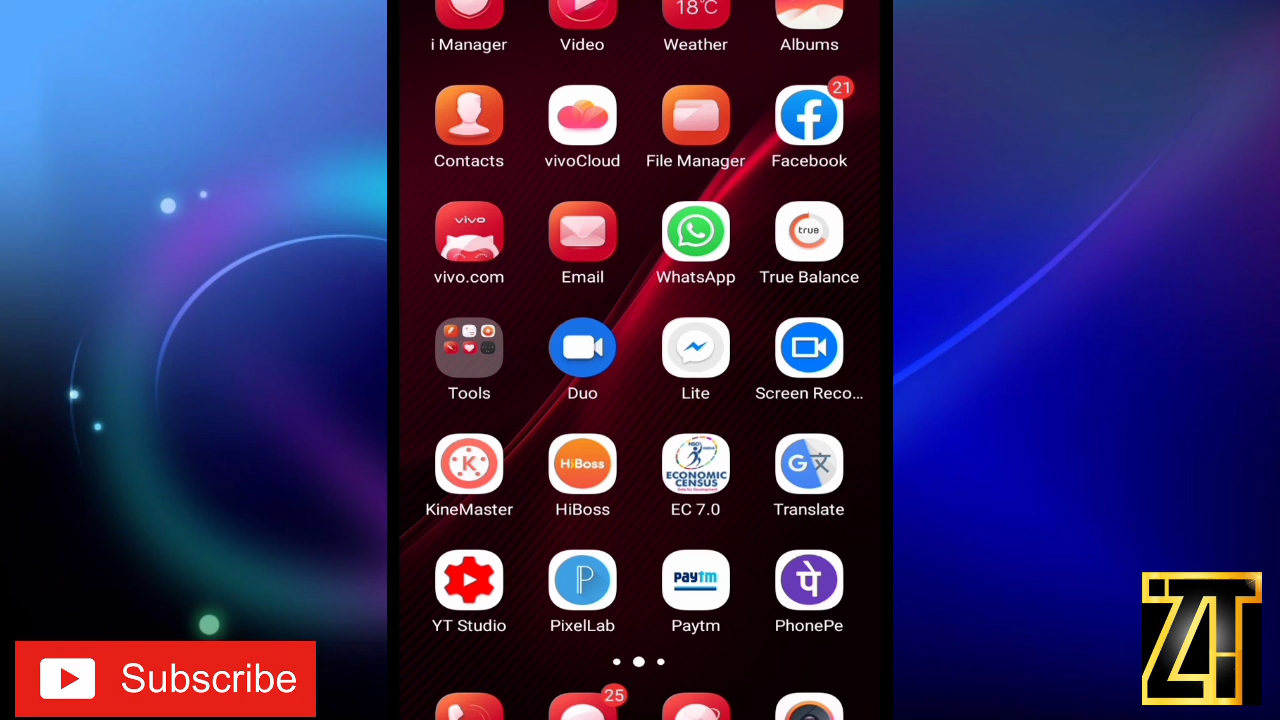 18°C
i Manager Video Weather Albums
21
Contacts vivoCloud File Manager Facebook
vivo true
vivo.com Email WhatsApp True Balance
Tools Duo Lite Screen Reco...
K HiBoss NSO ECONOMIC CENSUS G 文
KineMaster HiBoss EC 7.0 Translate
P paytm पे
YT Studio PixelLab Paytm PhonePe
25
Subscribe